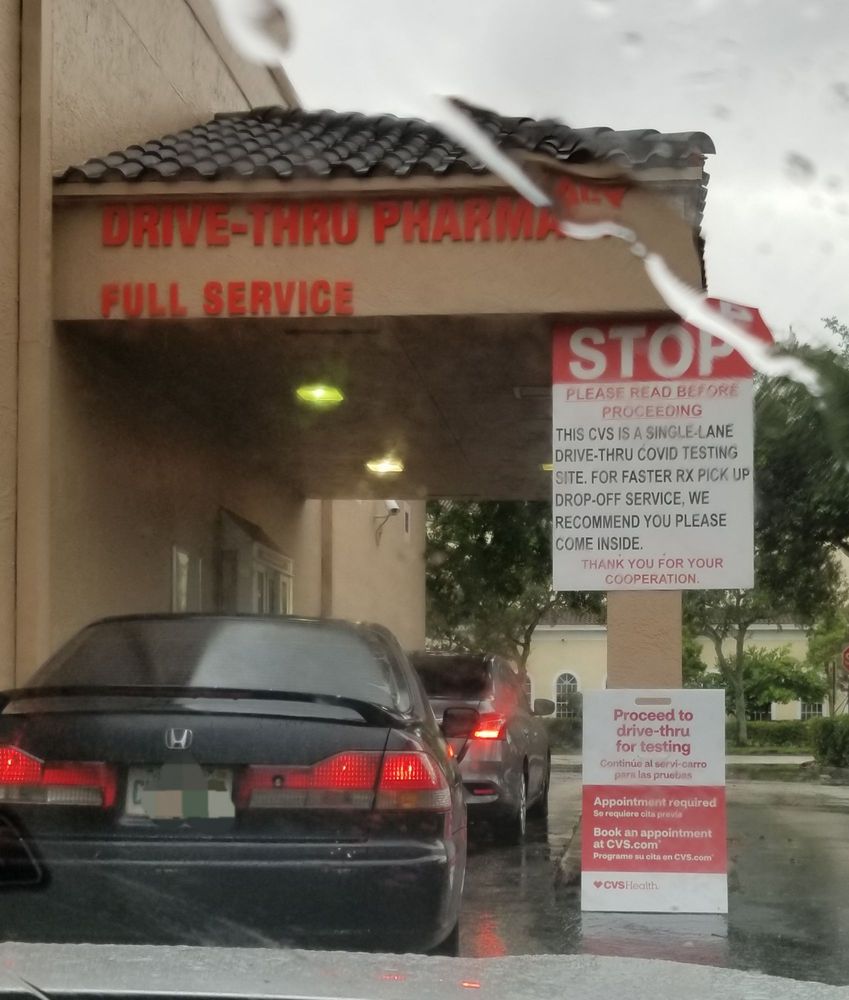 DRIVE-THRU PHARMACY
FULL SERVICE
STOP
PLEASE READ BEFORE
PROCEEDING
THIS CVS IS A SINGLE-LANE
DRIVE-THRU COVID TESTING
SITE. FOR FASTER RX PICK UP
DROP-OFF SERVICE, WE
RECOMMEND YOU PLEASE
COME INSIDE.
THANK YOU FOR YOUR
COOPERATION.
Proceed to
drive-thru
for testing
Continúe al servi-carro
para las pruebas
Appointment required
Se requiere cita previa
Book an appointment
at CVS.com®
Programe su cita en CVS.com®
CVSHealth.